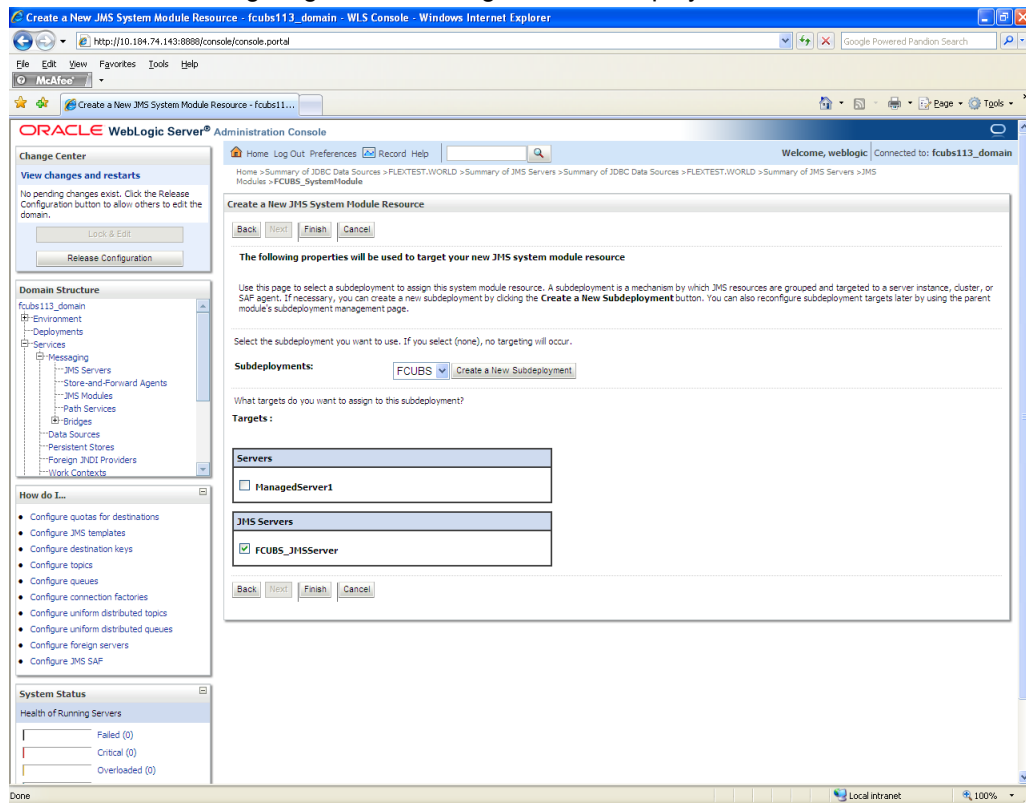 Create a New JMS System Module Resource - fcubs113_domain - WLS Console - Windows Internet Explorer
http://10.184.74.143:8888/console/console.portal
Google Powered Pandion Search
File Edit View Favorites Tools Help
McAfee
Create a New JMS System Module Resource - fcubs11...
Page Tools
ORACLE WebLogic Server® Administration Console
Change Center
View changes and restarts
No pending changes exist. Click the Release
Configuration button to allow others to edit the
domain.
Lock & Edit
Release Configuration
Domain Structure
fcubs113_domain
Environment
Deployments
Services
Messaging
JMS Servers
Store-and-Forward Agents
JMS Modules
Path Services
Bridges
Data Sources
Persistent Stores
Foreign JNDI Providers
Work Contexts
How do I...
Configure quotas for destinations
Configure JMS templates
Configure destination keys
Configure topics
Configure queues
Configure connection factories
Configure uniform distributed topics
Configure uniform distributed queues
Configure foreign servers
Configure JMS SAF
System Status
Health of Running Servers
Failed (0)
Critical (0)
Overloaded (0)
Home Log Out Preferences Record Help
Welcome, weblogic Connected to: fcubs113_domain
Home >Summary of JDBC Data Sources >FLEXTEST.WORLD >Summary of JMS Servers >Summary of JDBC Data Sources >FLEXTEST.WORLD >Summary of JMS Servers >JMS
Modules >FCUBS_SystemModule
Create a New JMS System Module Resource
Back Next Finish Cancel
The following properties will be used to target your new JMS system module resource
Use this page to select a subdeployment to assign this system module resource. A subdeployment is a mechanism by which JMS resources are grouped and targeted to a server instance, cluster, or
SAF agent. If necessary, you can create a new subdeployment by clicking the Create a New Subdeployment button. You can also reconfigure subdeployment targets later by using the parent
module's subdeployment management page.
Select the subdeployment you want to use. If you select (none), no targeting will occur.
Subdeployments: FCUBS Create a New Subdeployment
What targets do you want to assign to this subdeployment?
Targets :
Servers
ManagedServer1
JMS Servers
FCUBS_JMSServer
Back Next Finish Cancel
Done
Local intranet
100%